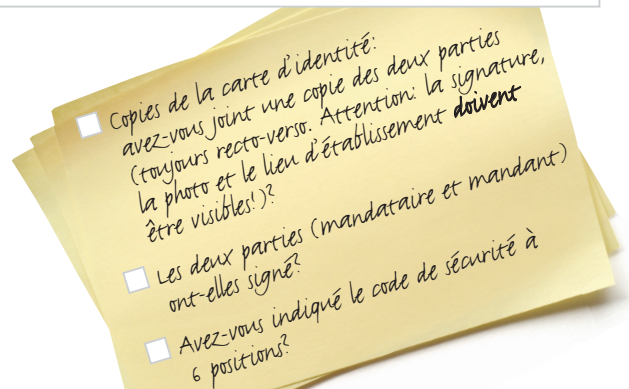 Copies de la carte d'identité:
avez-vous joint une copie des deux parties
(toujours recto-verso. Attention: la signature,
la photo et le lieu d'établissement doivent
être visibles!)?
Les deux parties (mandataire et mandant)
ont-elles signé?
Avez-vous indiqué le code de sécurité à
6 positions?